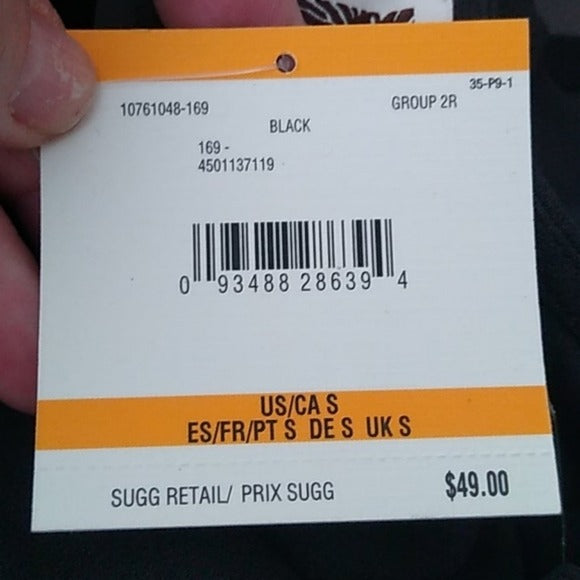 35-P9-1
10761048-169 GROUP 2R
BLACK
169 -
4501137119
0 93488 28639 4
US/CA S
ES/FR/PT S DE S UK S
SUGG RETAIL/ PRIX SUGG $49.00